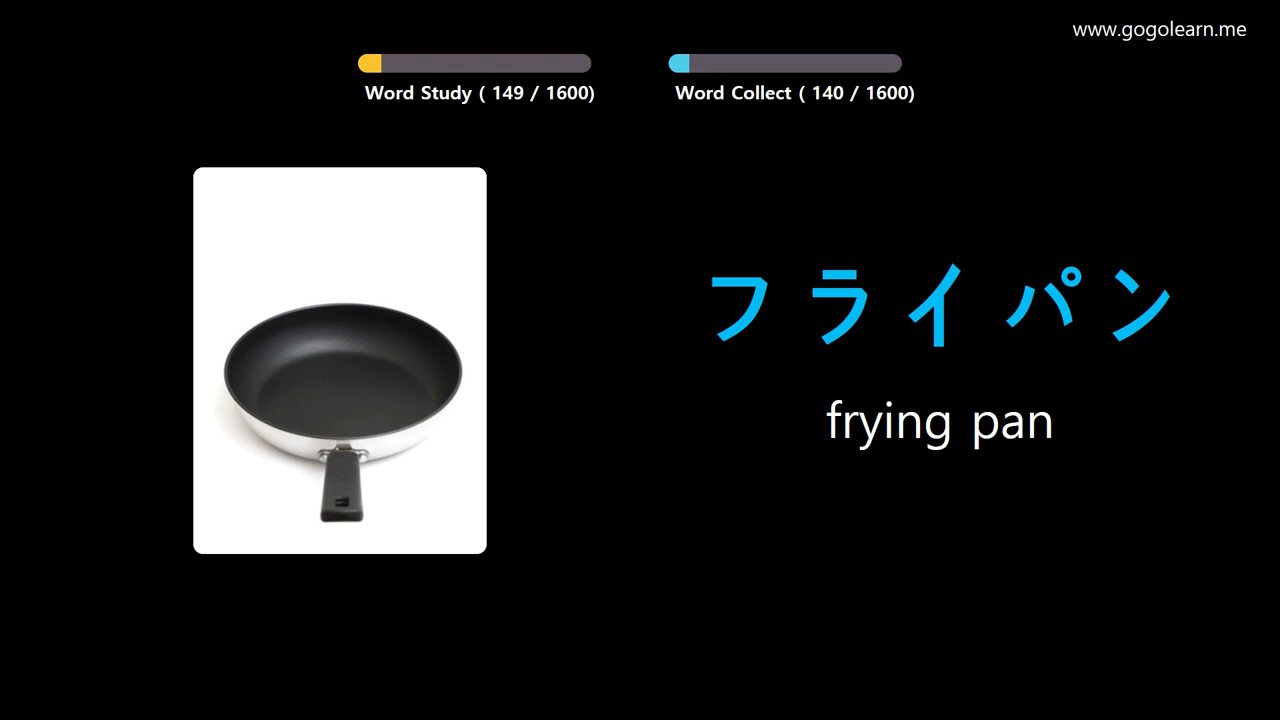 www.gogolearn.me
Word Study ( 149 / 1600)
Word Collect ( 140 / 1600)
フライパン
frying pan